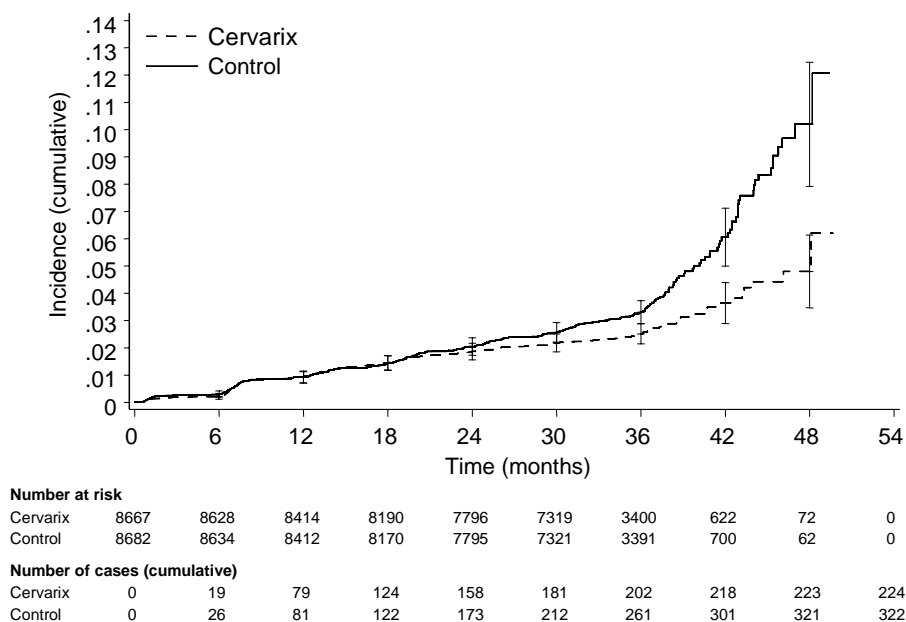 .14
.13
.12
.11
.10
.09
.08
.07
.06
.05
.04
.03
.02
.01
0
Incidence (cumulative)
Cervarix
Control
0 6 12 18 24 30 36 42 48 54
Time (months)
Number at risk
Cervarix 8667 8628 8414 8190 7796 7319 3400 622 72 0
Control 8682 8634 8412 8170 7795 7321 3391 700 62 0
Number of cases (cumulative)
Cervarix 0 19 79 124 158 181 202 218 223 224
Control 0 26 81 122 173 212 261 301 321 322